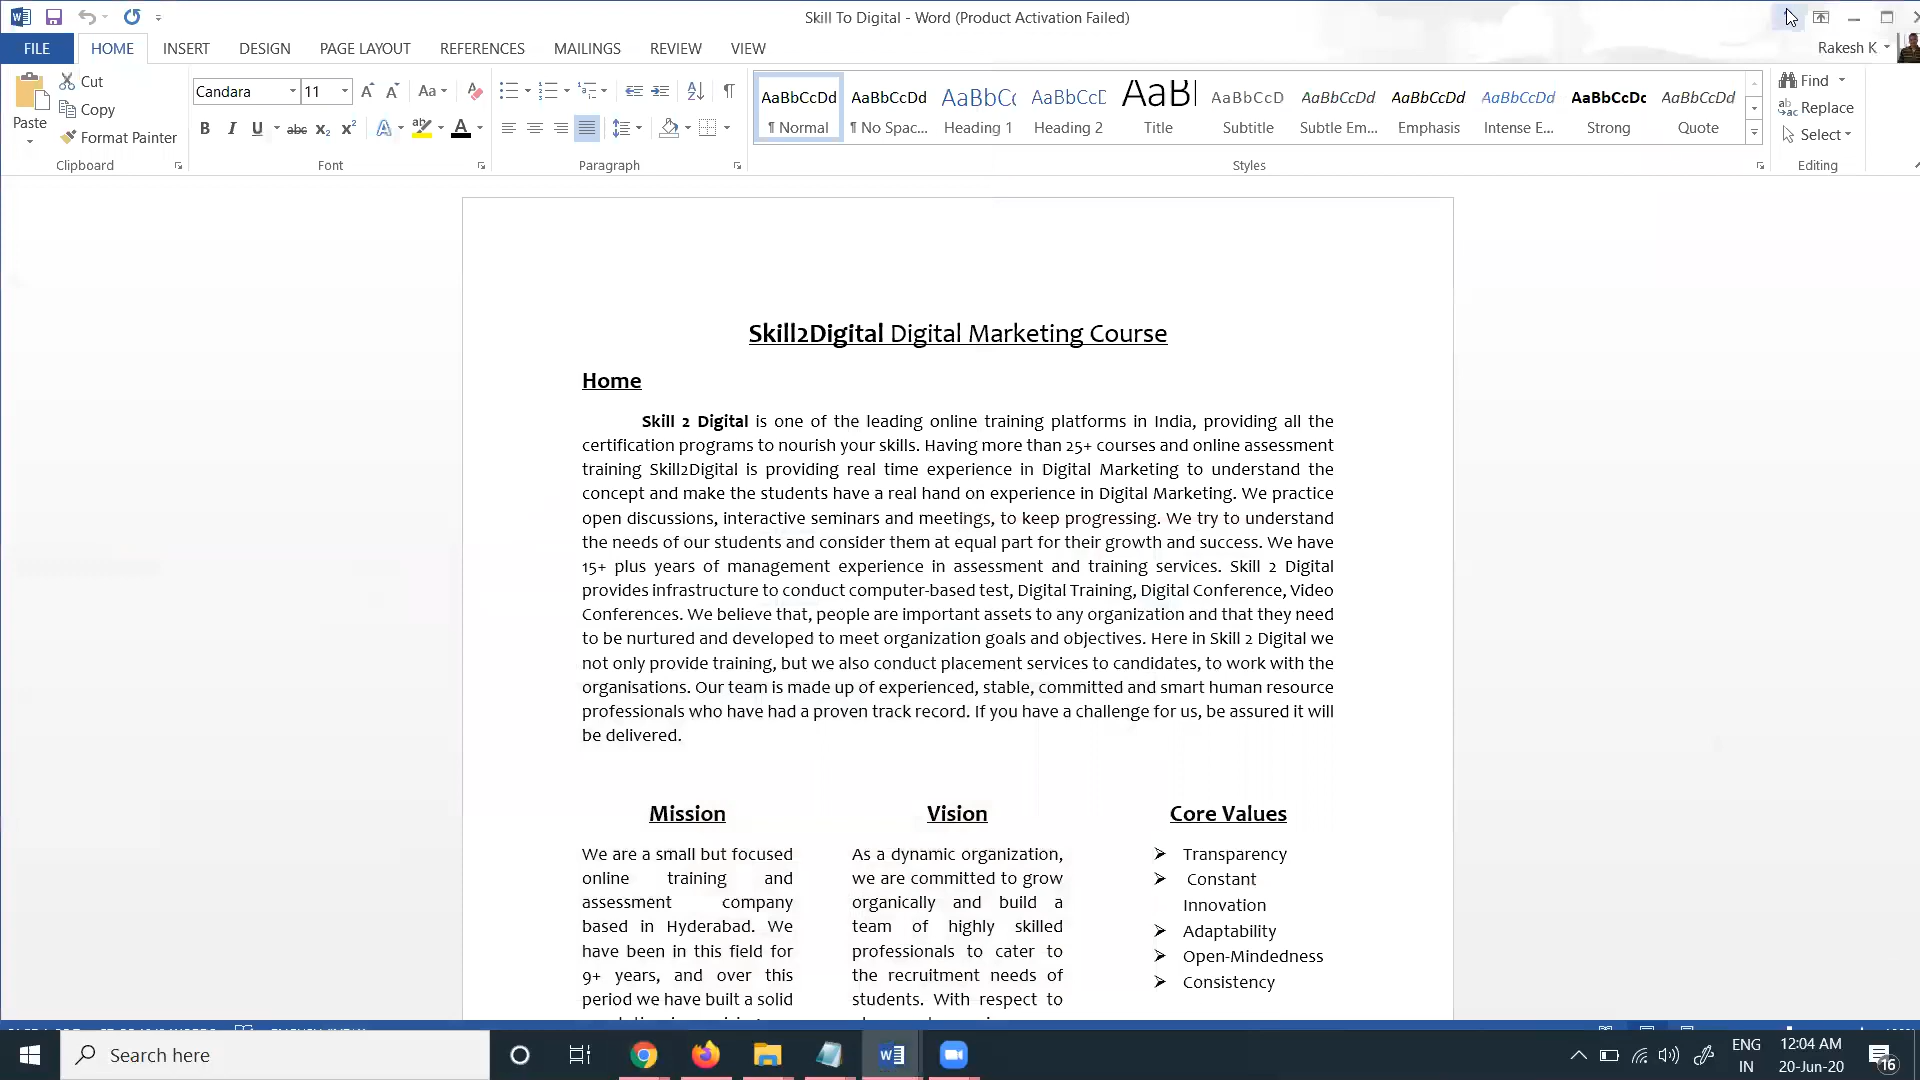 Skill To Digital - Word (Product Activation Failed)
FILE HOME INSERT DESIGN PAGE LAYOUT REFERENCES MAILINGS REVIEW VIEW
Rakesh K
Paste
Cut
Copy
Format Painter
Clipboard
Candara 11
Font
Paragraph
AaBbCcDd AaBbCcDd AaBbC AaBbCcD AaB AaBbCcD AaBbCcDd AaBbCcDd AaBbCcDd AaBbCcDc AaBbCcDd
¶ Normal ¶ No Spac... Heading 1 Heading 2 Title Subtitle Subtle Em... Emphasis Intense E... Strong Quote
Styles
Find
Replace
Select
Editing
Skill2Digital Digital Marketing Course
Home
Skill 2 Digital is one of the leading online training platforms in India, providing all the
certification programs to nourish your skills. Having more than 25+ courses and online assessment
training Skill2Digital is providing real time experience in Digital Marketing to understand the
concept and make the students have a real hand on experience in Digital Marketing. We practice
open discussions, interactive seminars and meetings, to keep progressing. We try to understand
the needs of our students and consider them at equal part for their growth and success. We have
15+ plus years of management experience in assessment and training services. Skill 2 Digital
provides infrastructure to conduct computer-based test, Digital Training, Digital Conference, Video
Conferences. We believe that, people are important assets to any organization and that they need
to be nurtured and developed to meet organization goals and objectives. Here in Skill 2 Digital we
not only provide training, but we also conduct placement services to candidates, to work with the
organisations. Our team is made up of experienced, stable, committed and smart human resource
professionals who have had a proven track record. If you have a challenge for us, be assured it will
be delivered.
Mission
We are a small but focused
online training and
assessment company
based in Hyderabad. We
have been in this field for
9+ years, and over this
period we have built a solid
Vision
As a dynamic organization,
we are committed to grow
organically and build a
team of highly skilled
professionals to cater to
the recruitment needs of
students. With respect to
Core Values
➢ Transparency
➢ Constant
Innovation
➢ Adaptability
➢ Open-Mindedness
➢ Consistency
Search here
ENG
IN
12:04 AM
20-Jun-20
16